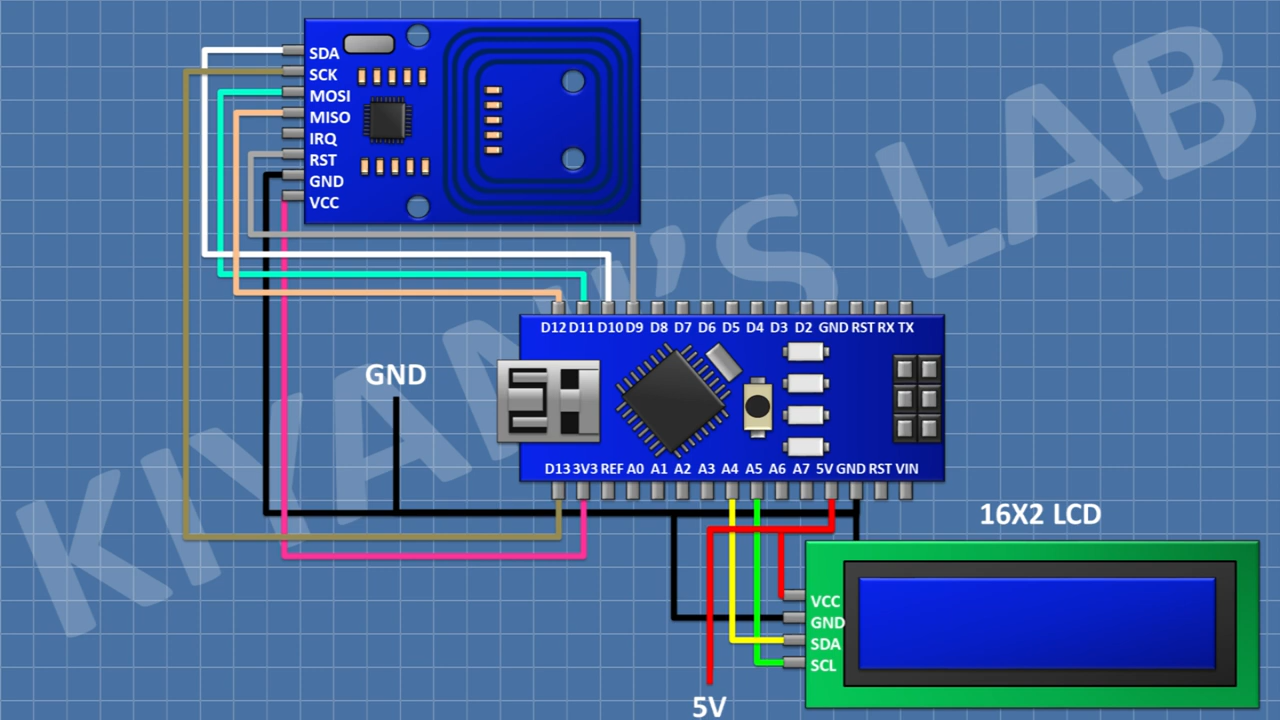 KIYANI'S LAB
SDA
SCK
MOSI
MISO
IRQ
RST
GND
VCC
D12 D11 D10 D9 D8 D7 D6 D5 D4 D3 D2 GND RST RX TX
GND
D13 3V3 REF A0 A1 A2 A3 A4 A5 A6 A7 5V GND RST VIN
16X2 LCD
VCC
GND
SDA
SCL
5V